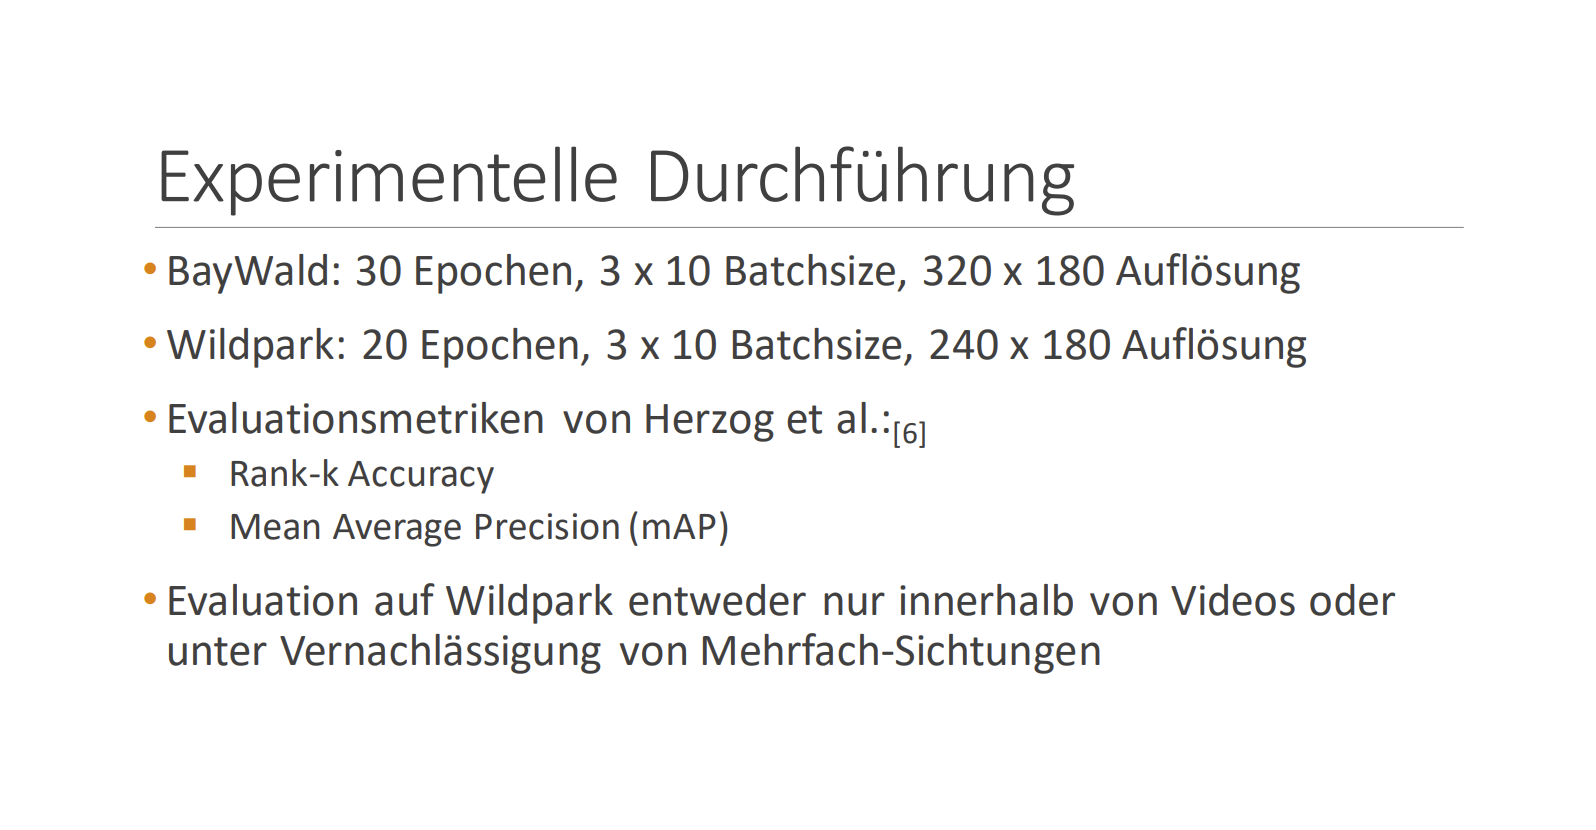 Experimentelle Durchführung
• BayWald: 30 Epochen, 3 x 10 Batchsize, 320 x 180 Auflösung
• Wildpark: 20 Epochen, 3 x 10 Batchsize, 240 x 180 Auflösung
• Evaluationsmetriken von Herzog et al.:[6]
▪ Rank-k Accuracy
▪ Mean Average Precision (mAP)
• Evaluation auf Wildpark entweder nur innerhalb von Videos oder
unter Vernachlässigung von Mehrfach-Sichtungen